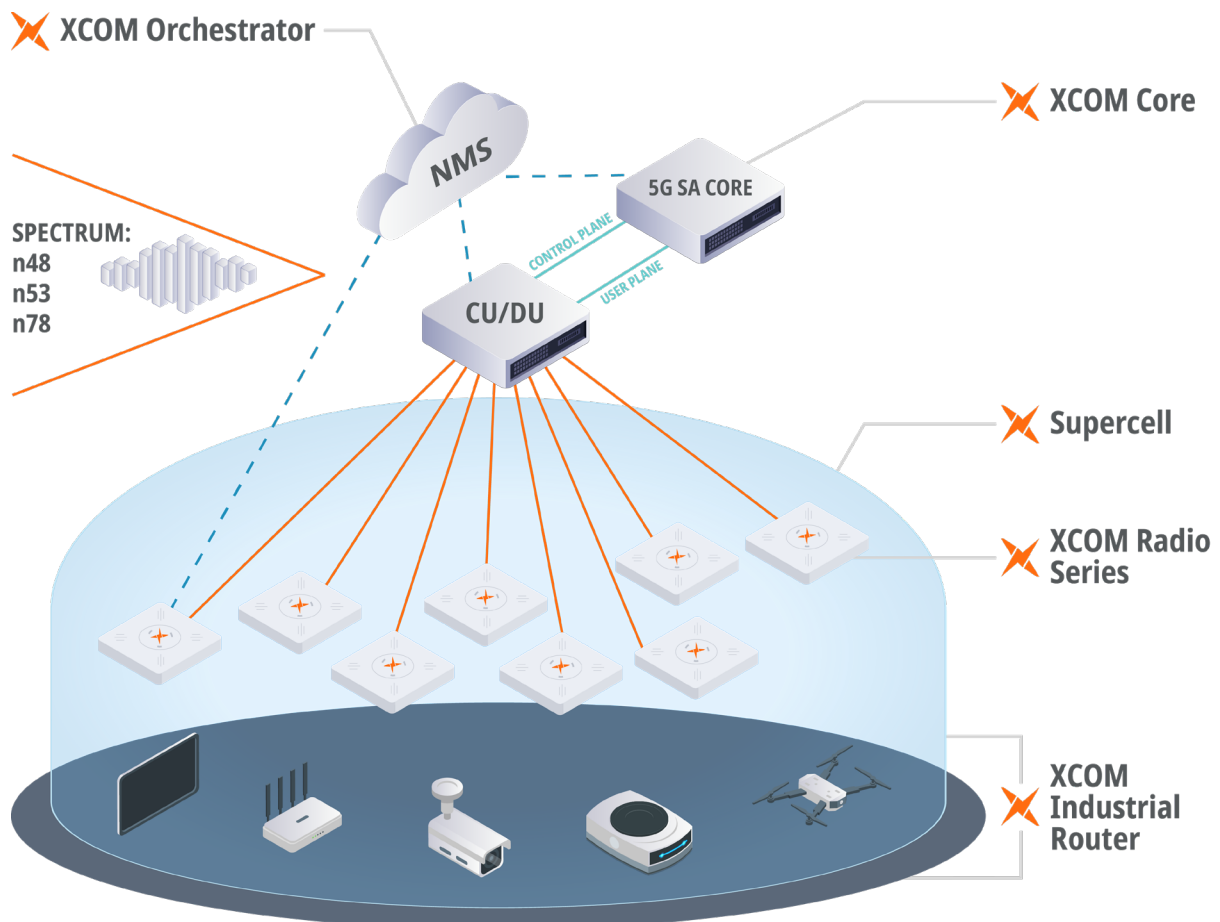 XCOM Orchestrator
XCOM Core
NMS
5G SA CORE
SPECTRUM:
n48
n53
n78
CONTROL PLANE
USER PLANE
CU/DU
Supercell
XCOM Radio
Series
XCOM
Industrial
Router